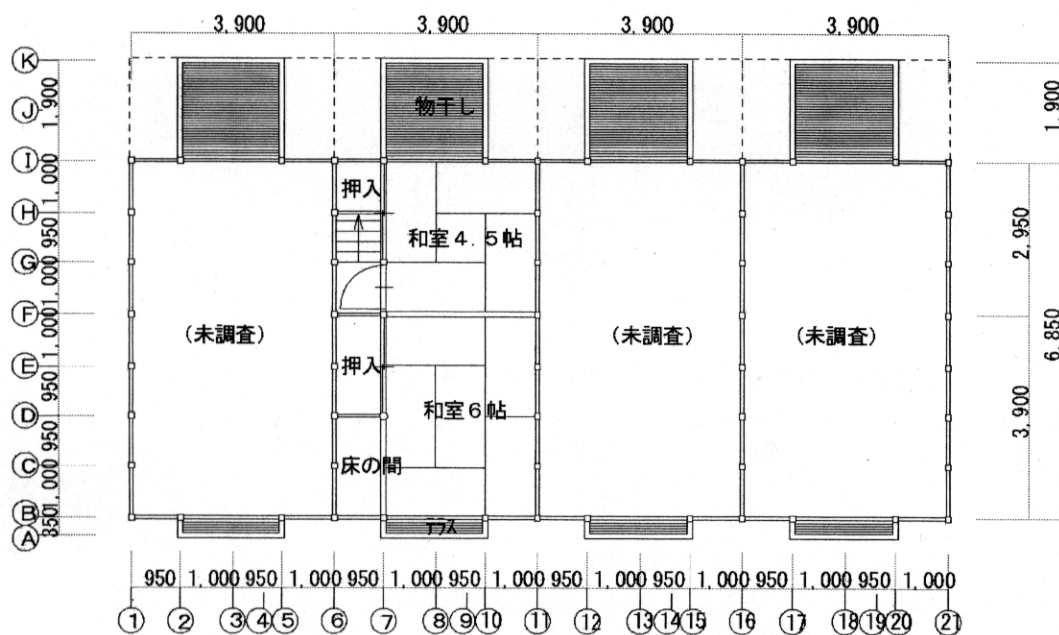 3,900 3,900 3,900 3,900
K
J
I
H
G
F
E
D
C
B
A
1,900
1,000
950
1,000
1,000
1,000
950
950
1,000
350
物干し
押入
和室4.5帖
(未調査)
(未調査)
(未調査)
押入
和室6帖
床の間
テラス
1,900
2,950
6,850
3,900
950 1,000 950 1,000 950 1,000 950 1,000 950 1,000 950 1,000 950 1,000 950 1,000
1 2 3 4 5 6 7 8 9 10 11 12 13 14 15 16 17 18 19 20 21